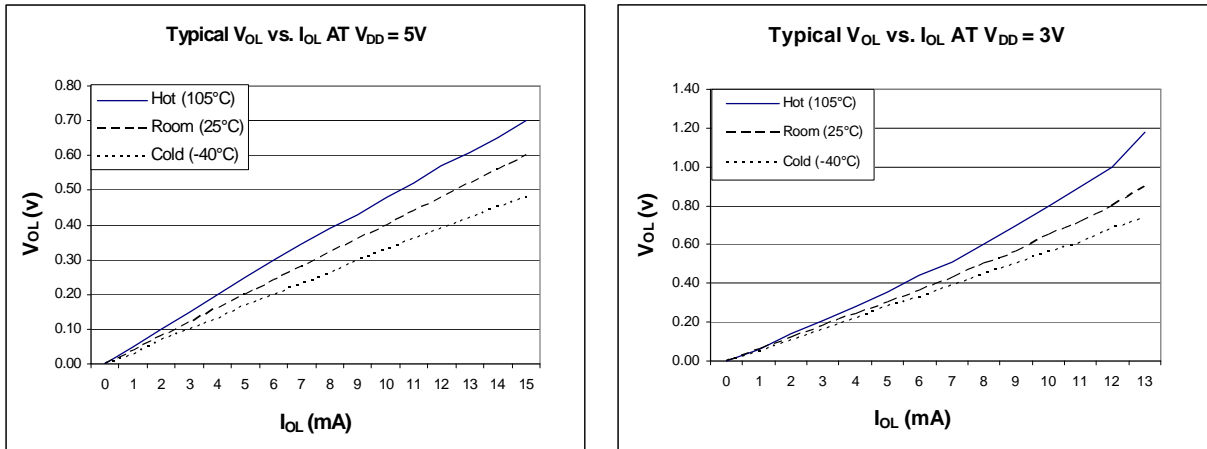 Typical VOL vs. IOL AT VDD = 5V
0.80
0.70
0.60
0.50
0.40
0.30
0.20
0.10
0.00
VOL (v)
Hot (105°C)
Room (25°C)
Cold (-40°C)
0 1 2 3 4 5 6 7 8 9 10 11 12 13 14 15
IOL (mA)
Typical VOL vs. IOL AT VDD = 3V
1.40
1.20
1.00
0.80
0.60
0.40
0.20
0.00
VOL (v)
Hot (105°C)
Room (25°C)
Cold (-40°C)
0 1 2 3 4 5 6 7 8 9 10 11 12 13
IOL (mA)